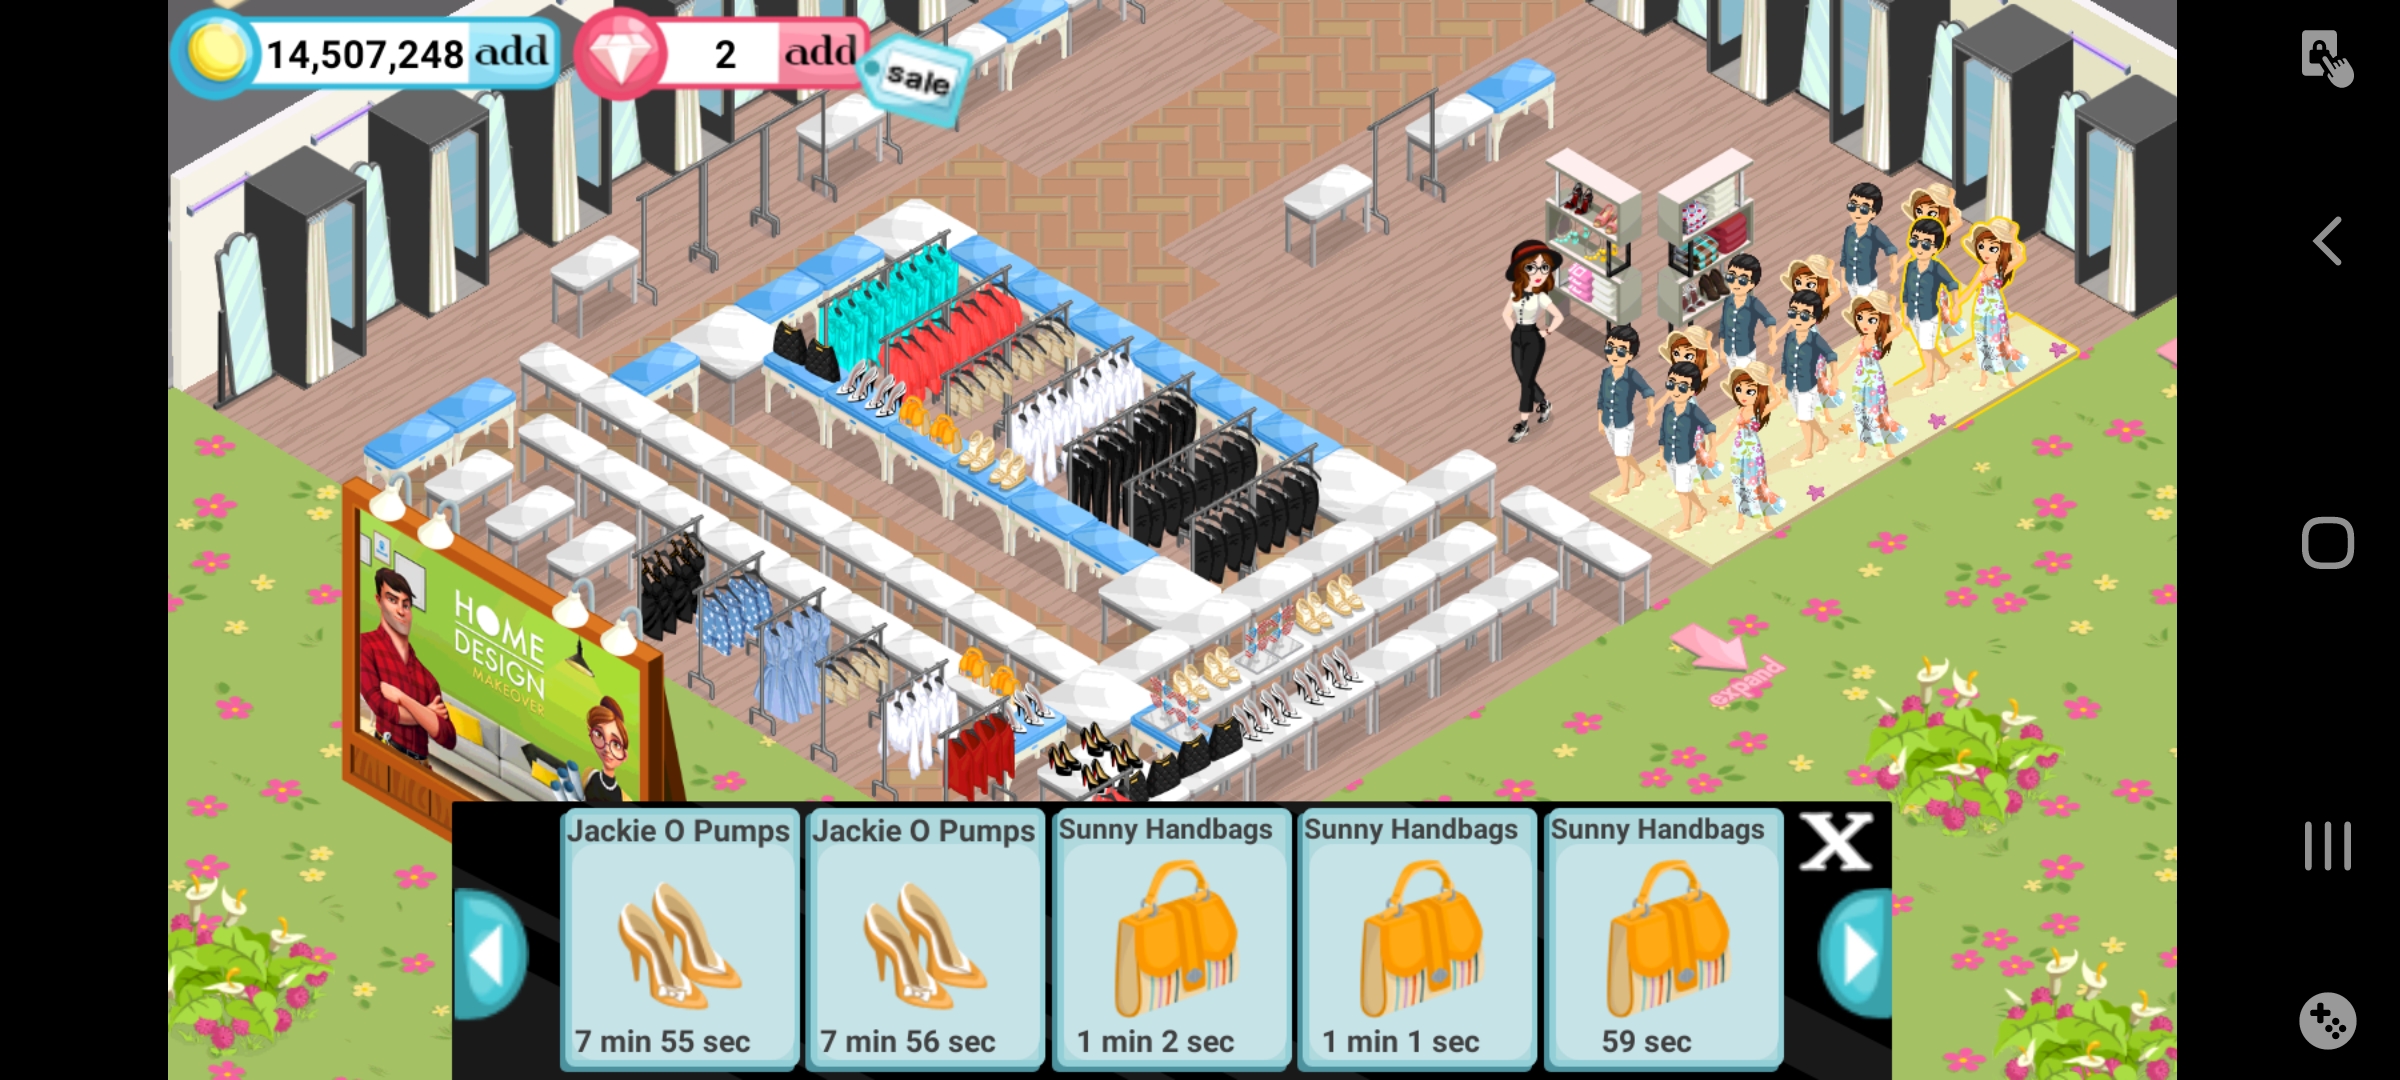 14,507,248 add
2 add
sale
HOME
DESIGN
MAKEOVER
expand
Jackie O Pumps
7 min 55 sec
Jackie O Pumps
7 min 56 sec
Sunny Handbags
1 min 2 sec
Sunny Handbags
1 min 1 sec
Sunny Handbags
59 sec
X